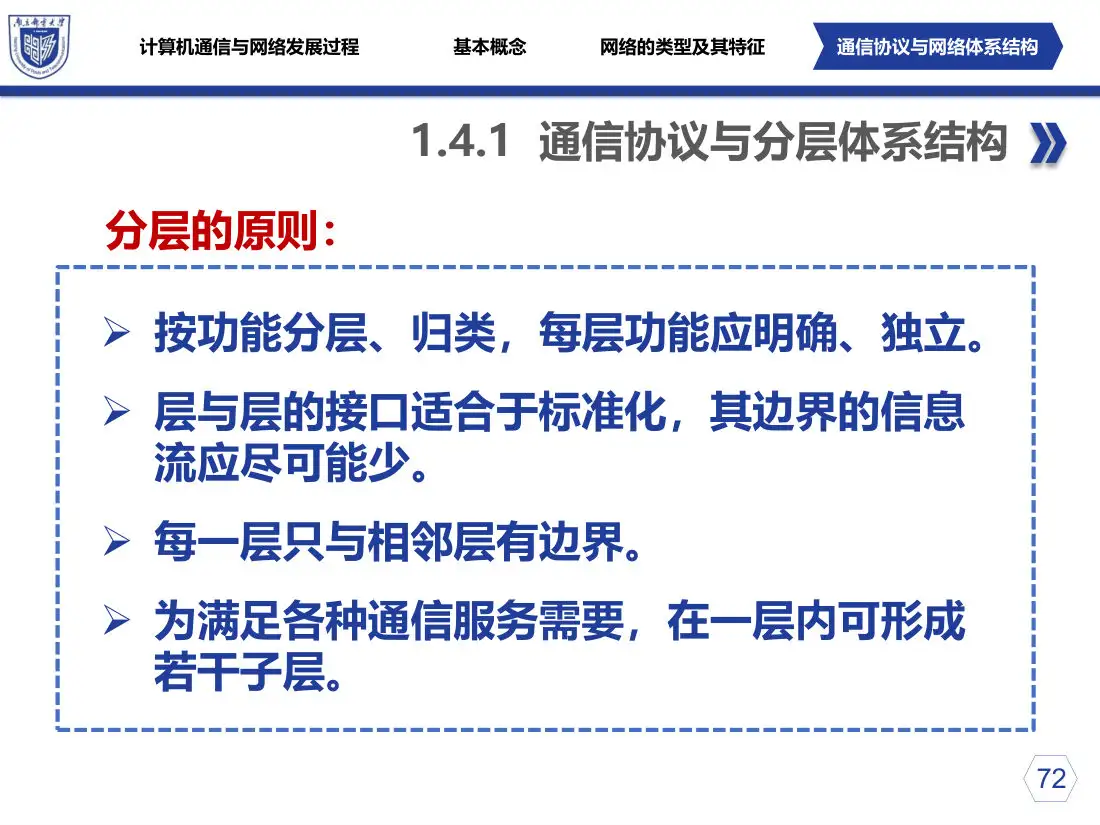 南京邮电大学
计算机通信与网络发展过程
基本概念
网络的类型及其特征
通信协议与网络体系结构
1.4.1 通信协议与分层体系结构
分层的原则：
按功能分层、归类，每层功能应明确、独立。
层与层的接口适合于标准化，其边界的信息
流应尽可能少。
每一层只与相邻层有边界。
为满足各种通信服务需要，在一层内可形成
若干子层。
72